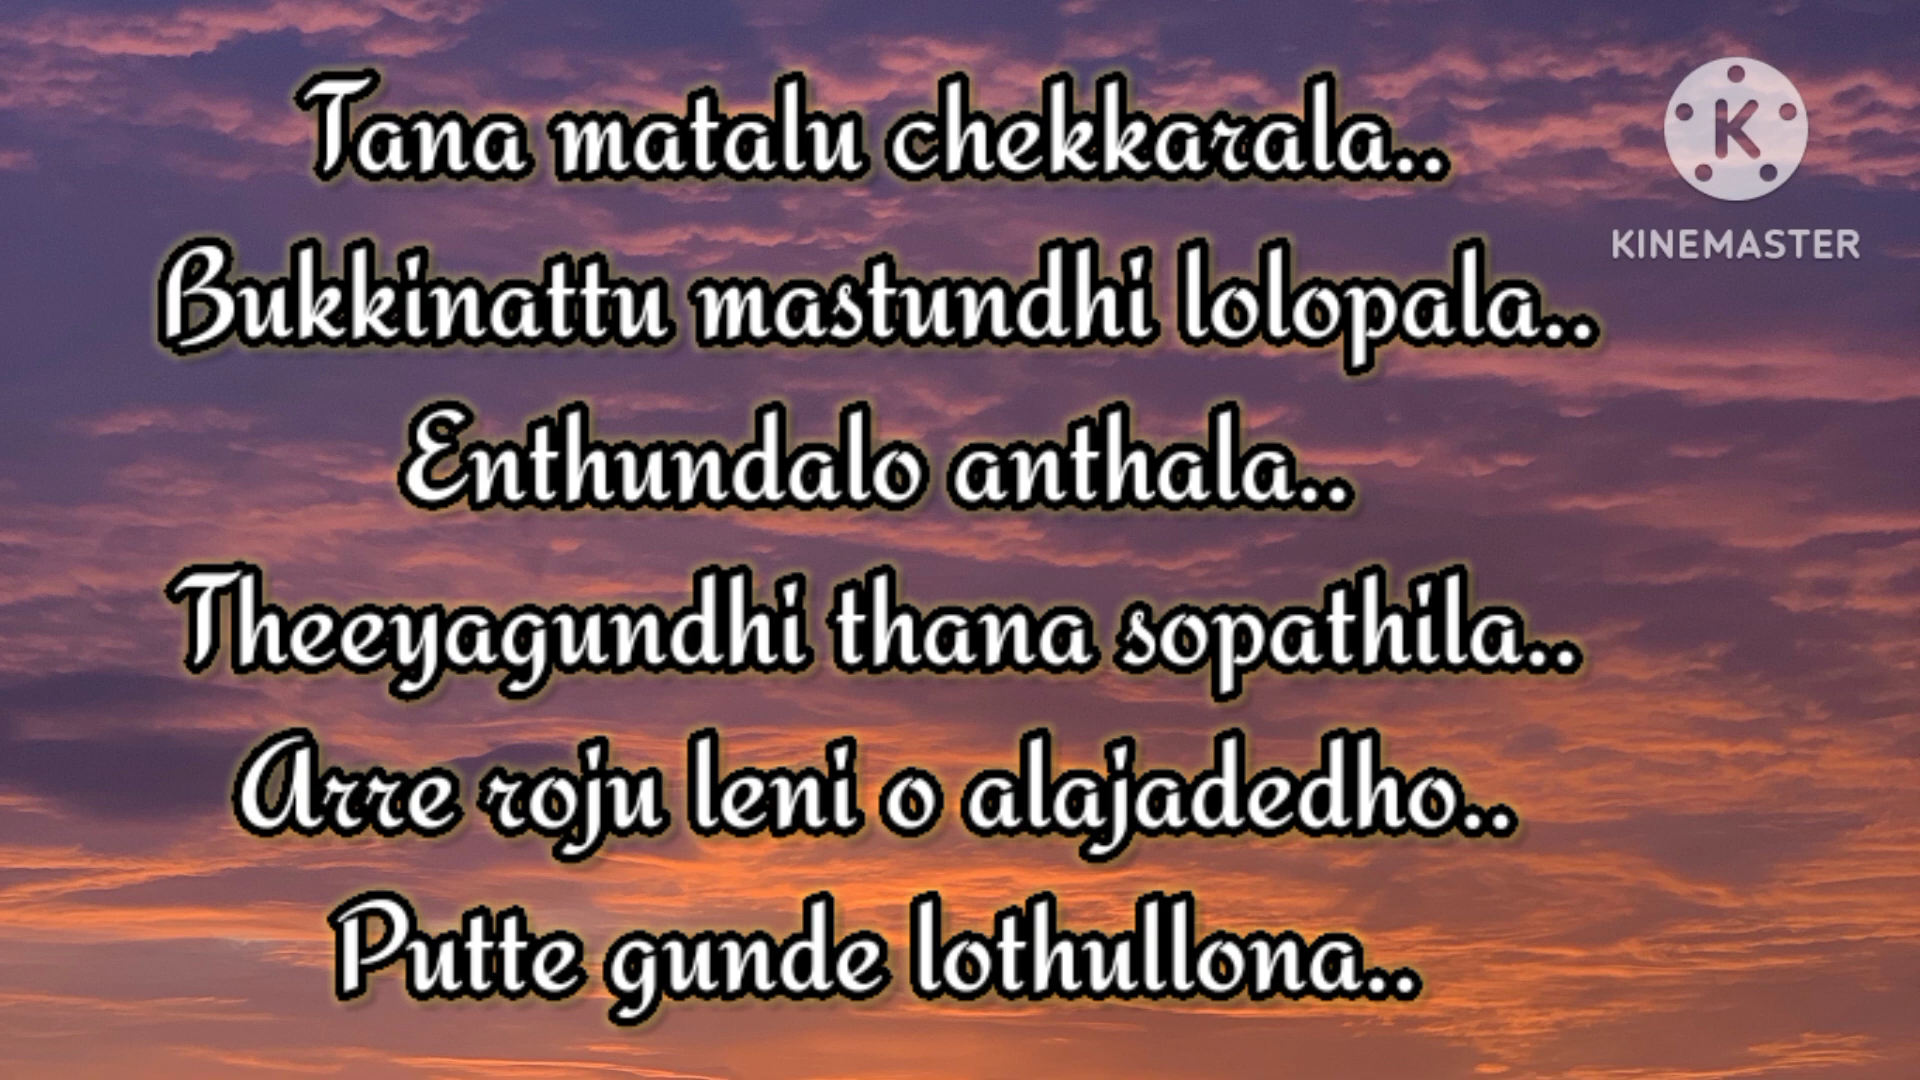 Tana matalu chekkarala..
Bukkinattu mastundhi lolopala..
Enthundalo anthala..
Theeyagundhi thana sopathila..
Arre roju leni o alajadedho..
Putte gunde lothullona..
K
KINEMASTER